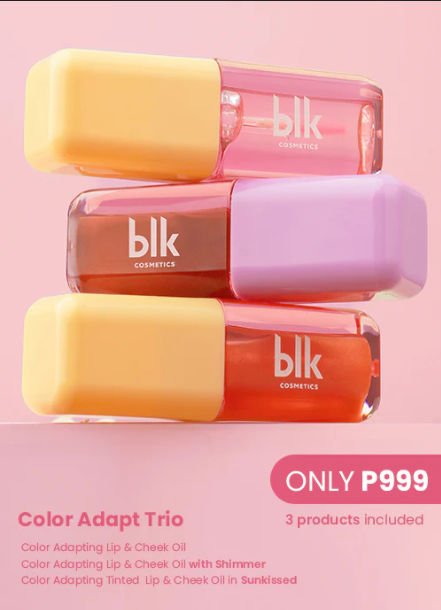 blk
COSMETICS
blk
COSMETICS
blk
COSMETICS
ONLY P999
3 products included
Color Adapt Trio
Color Adapting Lip & Cheek Oil
Color Adapting Lip & Cheek Oil with Shimmer
Color Adapting Tinted Lip & Cheek Oil in Sunkissed